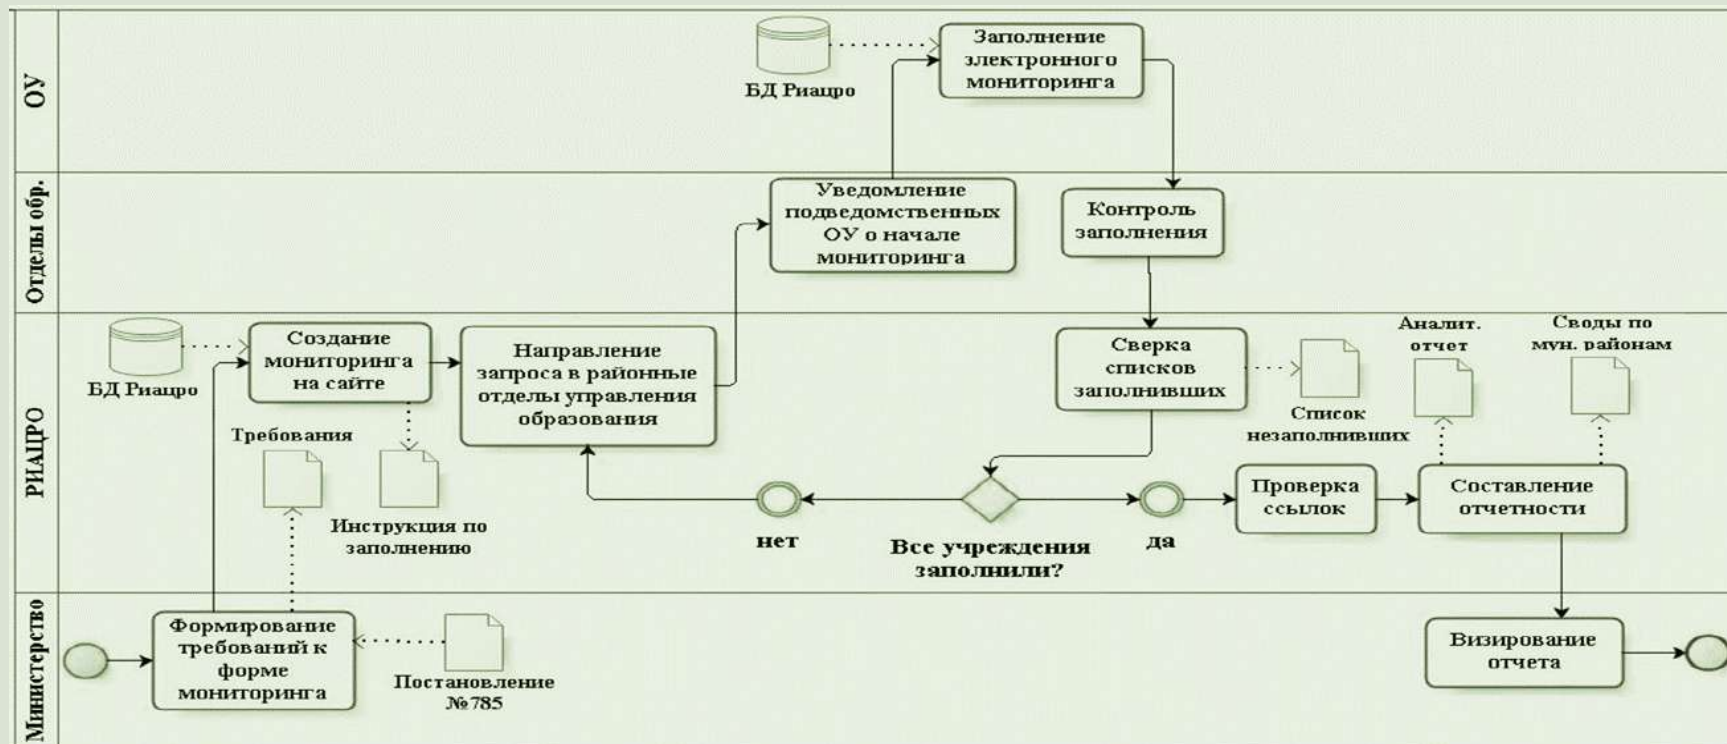 ОУ
БД Риацро
Заполнение
электронного
мониторинга
Отделы обр.
Уведомление
подведомственных
ОУ о начале
мониторинга
Контроль
заполнения
РИАЦРО
БД Риацро
Создание
мониторинга
на сайте
Направление
запроса в районные
отделы управления
образования
Требования
Инструкция по
заполнению
Сверка
списков
заполнивших
Список
незаполнивших
Аналит.
отчет
Своды по
мун. районам
нет
Все учреждения
заполнили?
да
Проверка
ссылок
Составление
отчетности
Министерство
Формирование
требований к
форме
мониторинга
Постановление
№785
Визирование
отчета